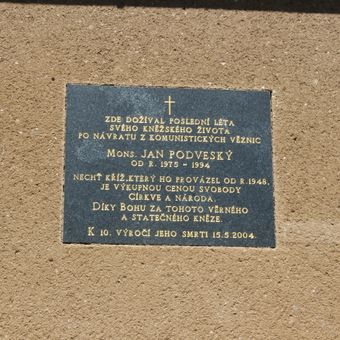 ZDE DOŽÍVAL POSLEDNÍ LÉTA
SVÉHO KNĚŽSKÉHO ŽIVOTA
PO NÁVRATU Z KOMUNISTICKÝCH VĚZNIC
MONS. JAN PODVESKÝ
OD R. 1975 - 1994
NECHŤ KŘÍŽ,KTERÝ HO PROVÁZEL OD R.1948,
JE VÝKUPNOU CENOU SVOBODY
CÍRKVE A NÁRODA.
DÍKY BOHU ZA TOHOTO VĚRNÉHO
A STATEČNÉHO KNĚZE.
K 10. VÝROČÍ JEHO SMRTI 15.5.2004.